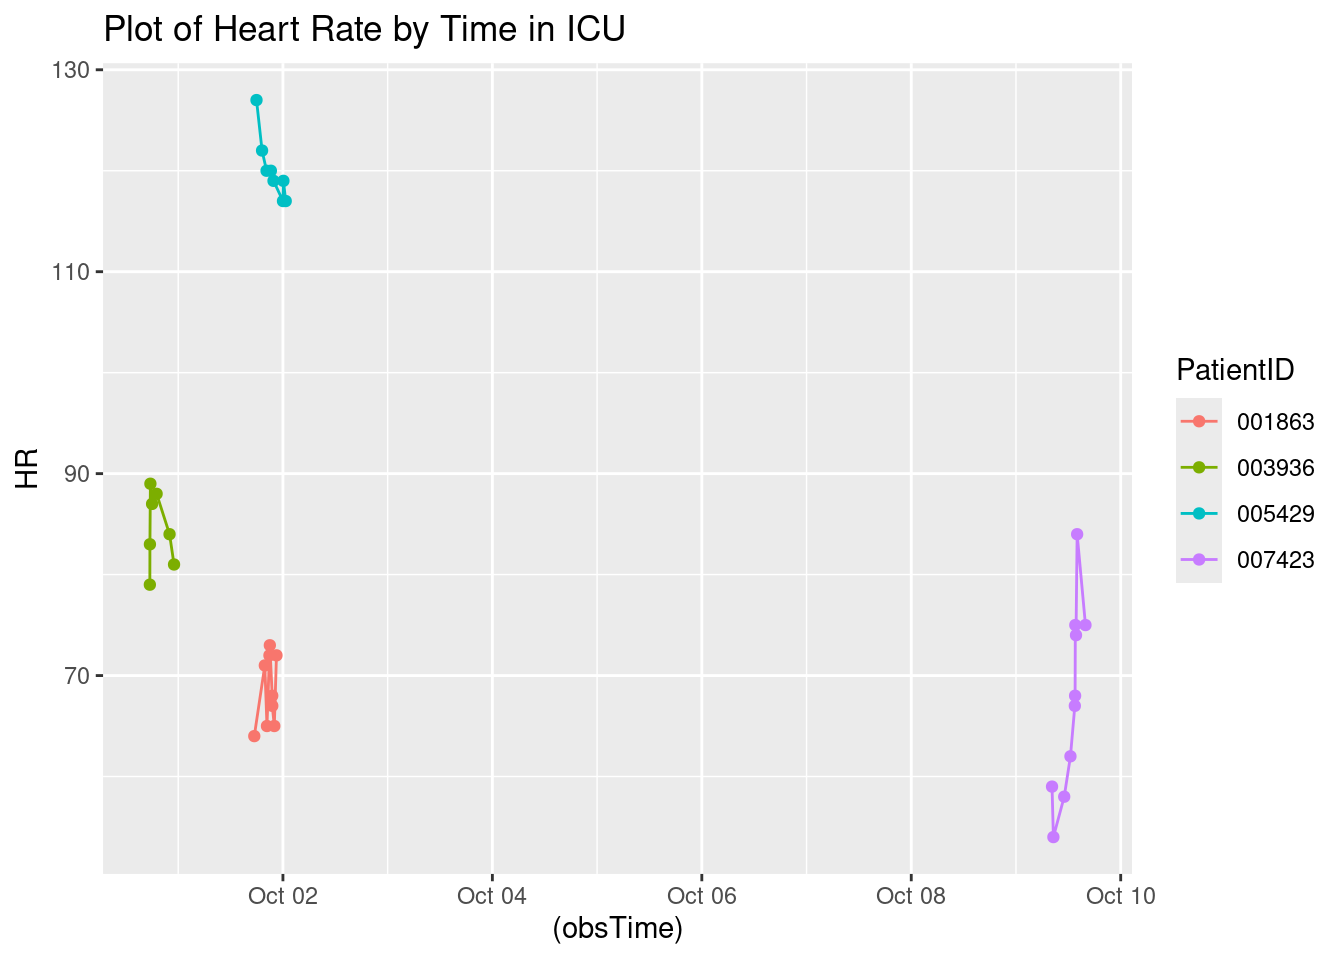 Plot of Heart Rate by Time in ICU
130
110
90
70
HR
Oct 02
Oct 04
Oct 06
Oct 08
Oct 10
(obsTime)
PatientID
001863
003936
005429
007423